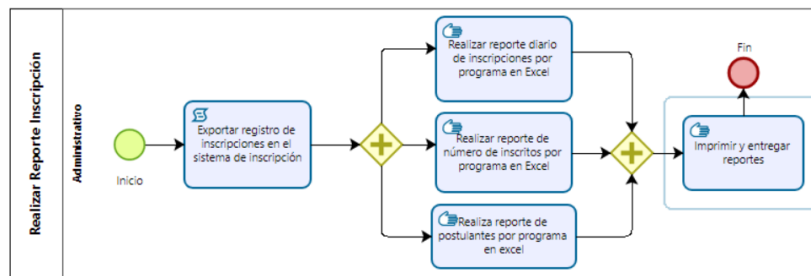 Realizar Reporte Inscripción
Administrativo
Inicio
Exportar registro de
inscripciones en el
sistema de inscripción
Realizar reporte diario
de inscripciones por
programa en Excel
Realizar reporte de
número de inscritos por
programa en Excel
Realiza reporte de
postulantes por programa
en excel
Imprimir y entregar
reportes
Fin